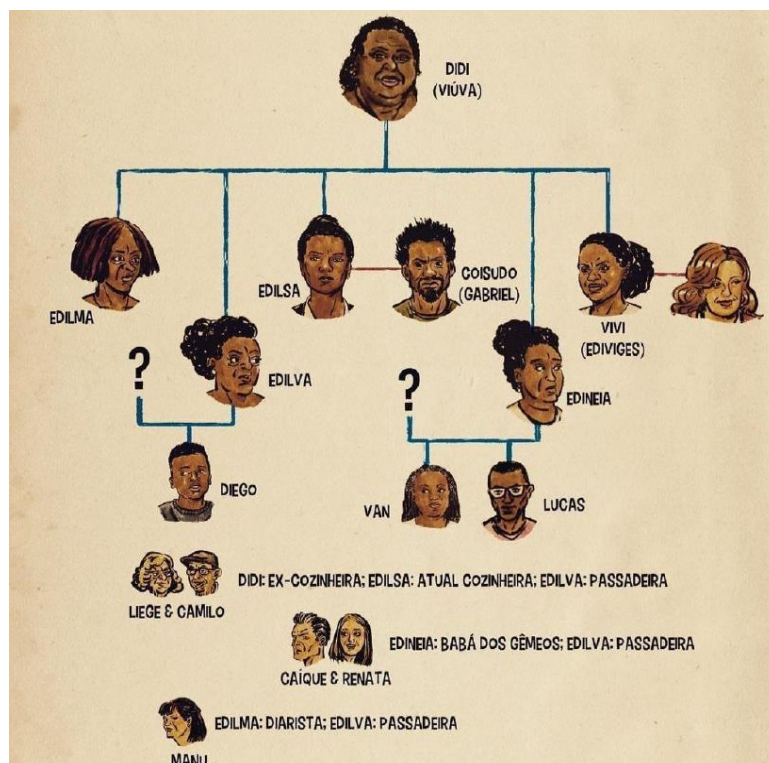 DIDI
(VIÚVA)
EDILMA
EDILSA
COISUDO
(GABRIEL)
VIVI
(EDIVIGES)
?
EDILVA
?
EDINEIA
DIEGO
VAN
LUCAS
DIDI: EX-COZINHEIRA; EDILSA: ATUAL COZINHEIRA; EDILVA: PASSADEIRA
LIEGE & CAMILO
EDINEIA: BABÁ DOS GÊMEOS; EDILVA: PASSADEIRA
CAÍQUE & RENATA
EDILMA: DIARISTA; EDILVA: PASSADEIRA
MANU